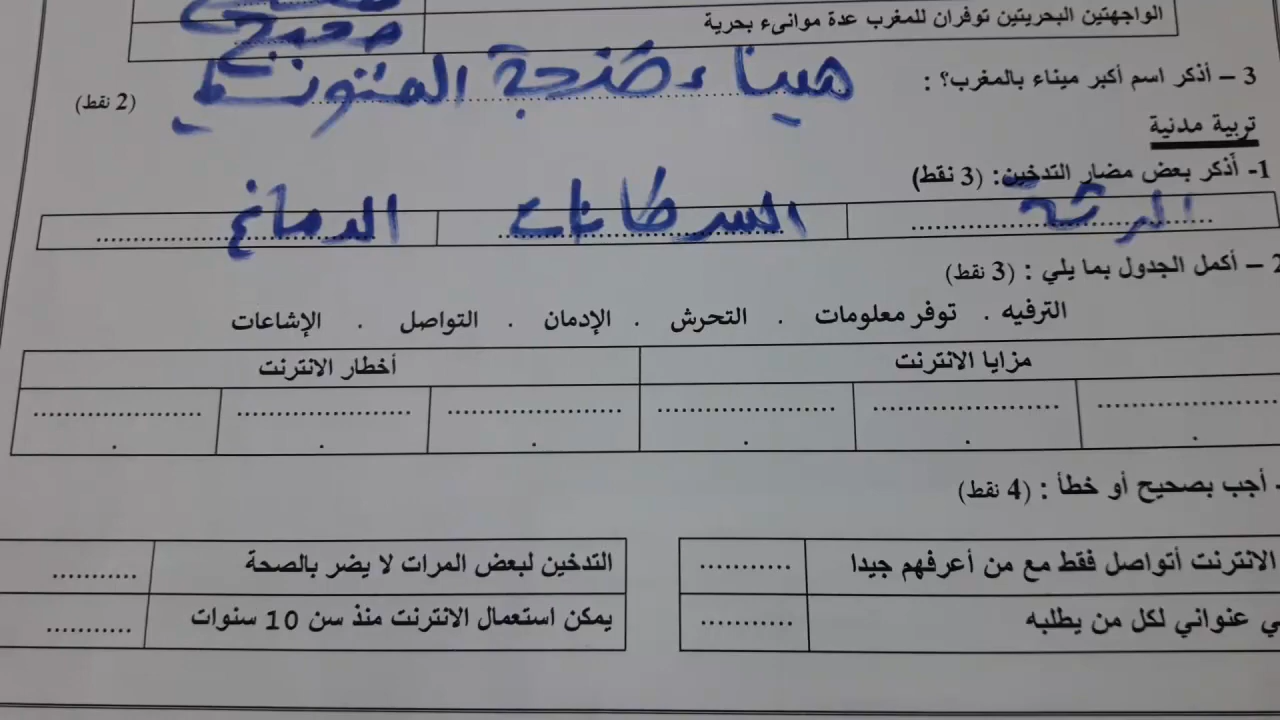 الواجهتين البحريتين توفران للمغرب عدة موانىء بحرية
صحيح
3 – أذكر اسم أكبر ميناء بالمغرب؟ : ميناء طنجة المتوسط (2 نقط)
تربية مدنية
1- أذكر بعض مضار التدخين: (3 نقط)
الرئة السرطانات الدماغ
2 – أكمل الجدول بما يلي : (3 نقط)
الترفيه . توفر معلومات . التحرش . الإدمان . التواصل . الإشاعات
مزايا الانترنت أخطار الانترنت
- أجب بصحيح أو خطأ : (4 نقط)
الانترنت أتواصل فقط مع من أعرفهم جيدا ........... التدخين لبعض المرات لا يضر بالصحة ...........
عنواني لكل من يطلبه ........... يمكن استعمال الانترنت منذ سن 10 سنوات ...........